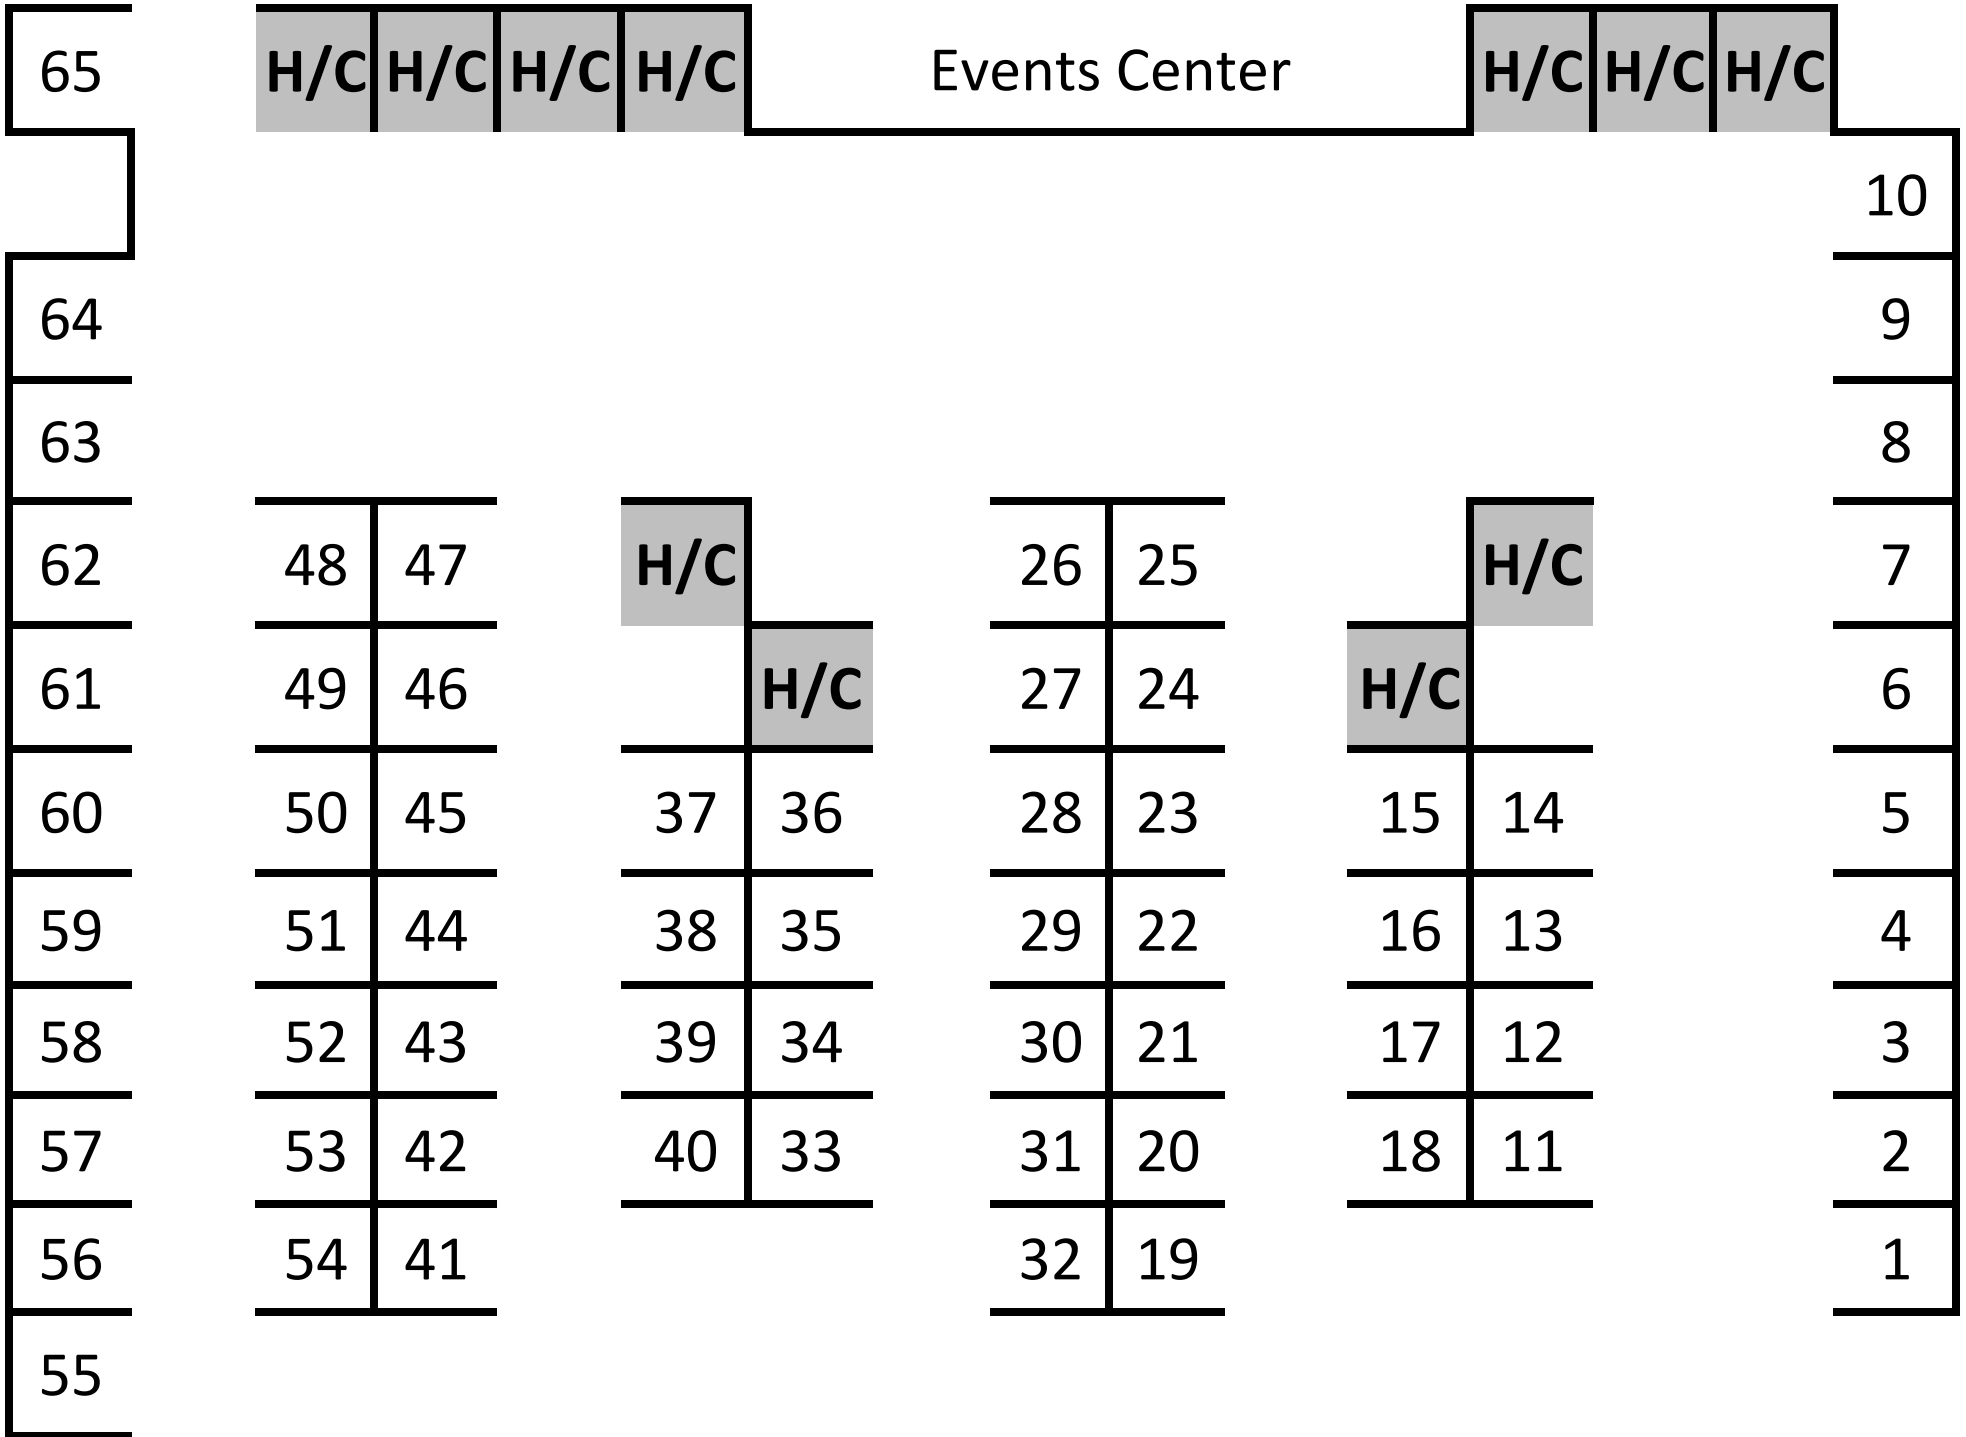 65 H/C H/C H/C H/C Events Center H/C H/C H/C
10
64 9
63 8
62 48 47 H/C 26 25 H/C 7
61 49 46 H/C 27 24 H/C 6
60 50 45 37 36 28 23 15 14 5
59 51 44 38 35 29 22 16 13 4
58 52 43 39 34 30 21 17 12 3
57 53 42 40 33 31 20 18 11 2
56 54 41 32 19 1
55